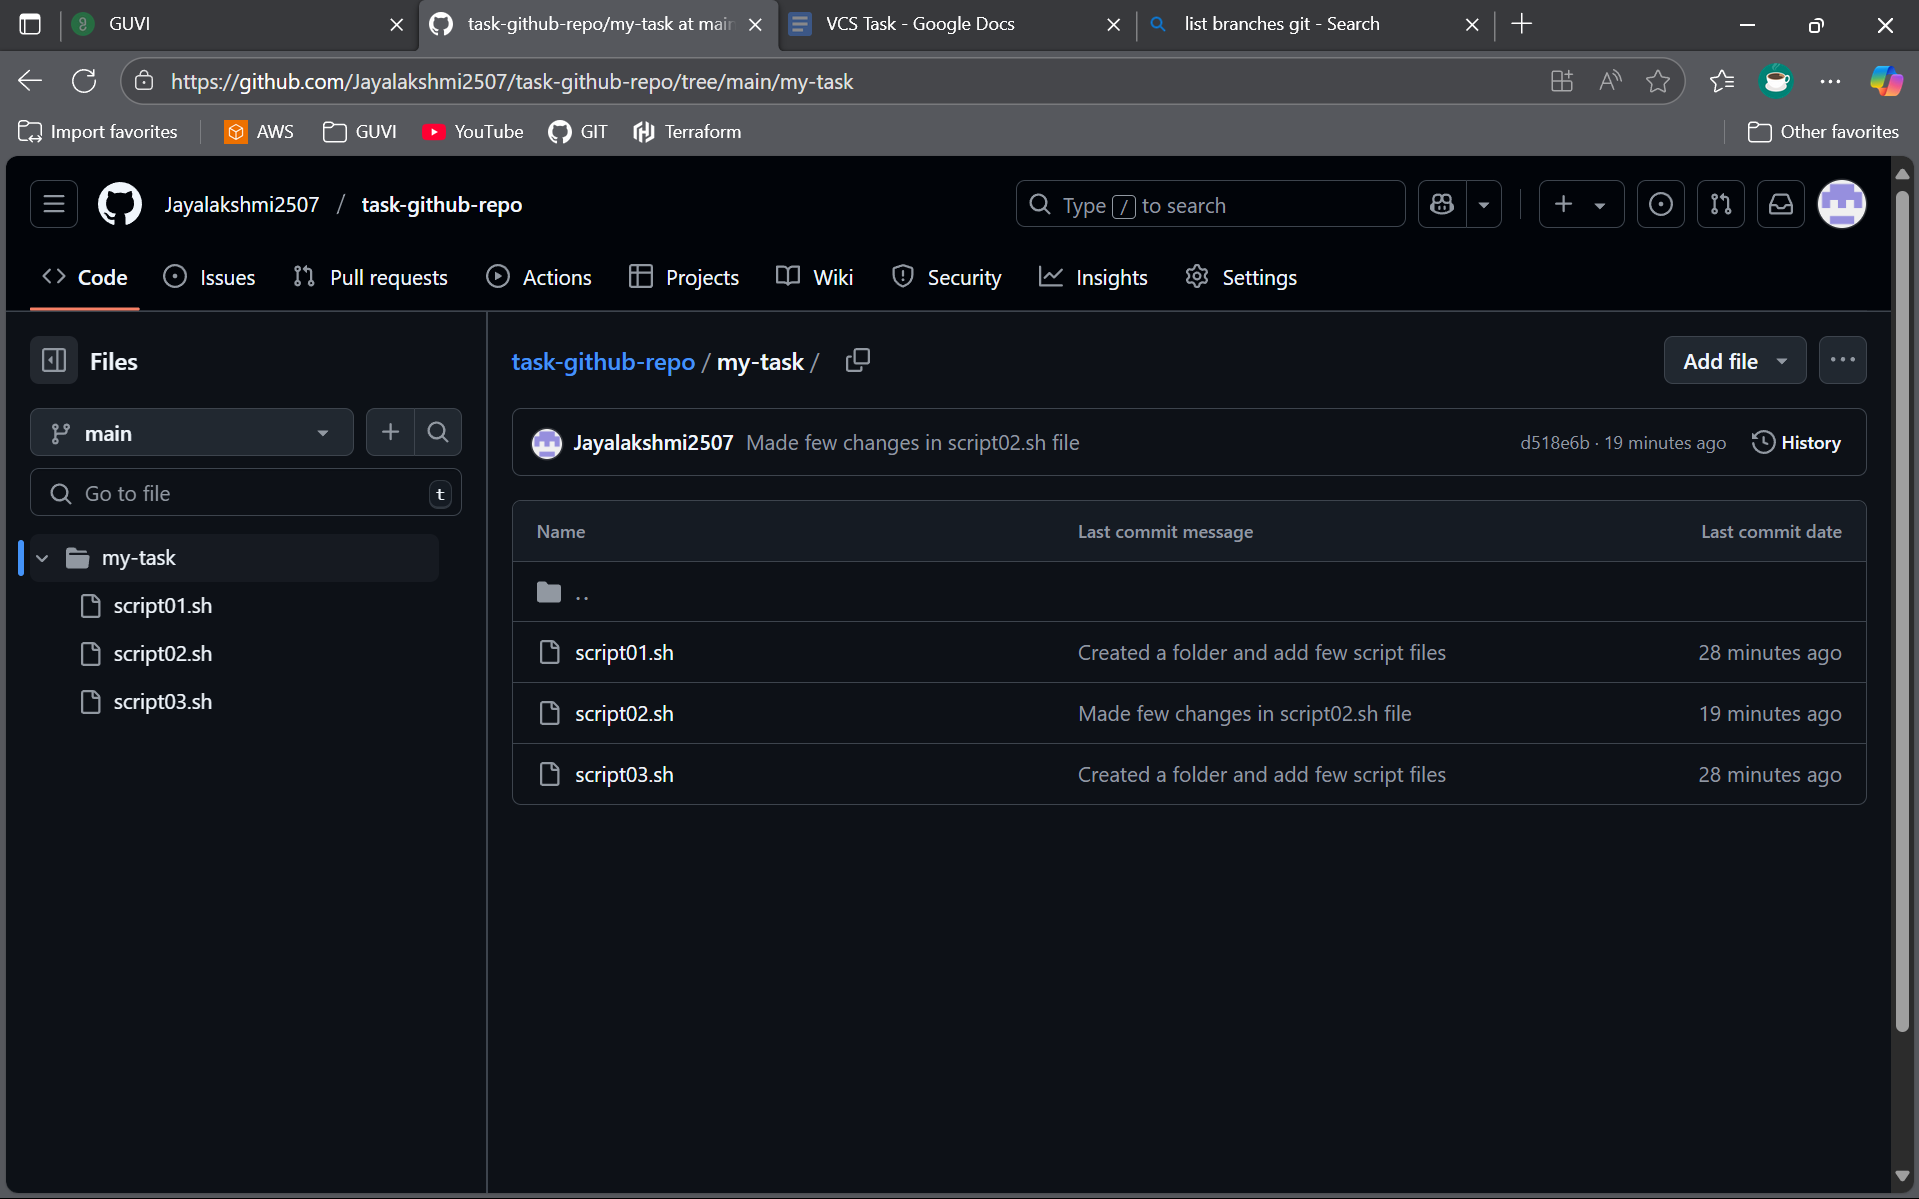 GUVI
task-github-repo/my-task at main
VCS Task - Google Docs
list branches git - Search
https://github.com/Jayalakshmi2507/task-github-repo/tree/main/my-task
Import favorites
AWS
GUVI
YouTube
GIT
Terraform
Other favorites
Jayalakshmi2507 / task-github-repo
Type / to search
Code
Issues
Pull requests
Actions
Projects
Wiki
Security
Insights
Settings
Files
task-github-repo / my-task /
Add file
main
Jayalakshmi2507 Made few changes in script02.sh file
d518e6b · 19 minutes ago
History
Go to file
t
Name Last commit message Last commit date
my-task
..
script01.sh
script02.sh
script03.sh
script01.sh Created a folder and add few script files 28 minutes ago
script02.sh Made few changes in script02.sh file 19 minutes ago
script03.sh Created a folder and add few script files 28 minutes ago